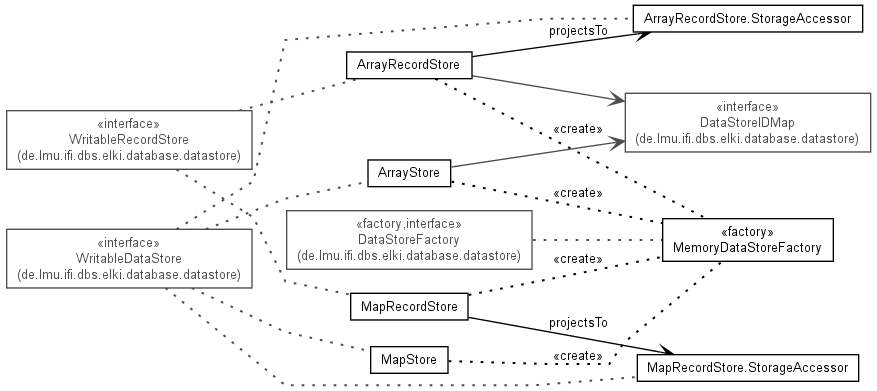 ArrayRecordStore.StorageAccessor
projectsTo
ArrayRecordStore
«interface»
DataStoreIDMap
(de.lmu.ifi.dbs.elki.database.datastore)
«interface»
WritableRecordStore
(de.lmu.ifi.dbs.elki.database.datastore)
«create»
ArrayStore
«create»
«factory,interface»
DataStoreFactory
(de.lmu.ifi.dbs.elki.database.datastore)
«factory»
MemoryDataStoreFactory
«interface»
WritableDataStore
(de.lmu.ifi.dbs.elki.database.datastore)
«create»
MapRecordStore
projectsTo
MapStore
«create»
MapRecordStore.StorageAccessor